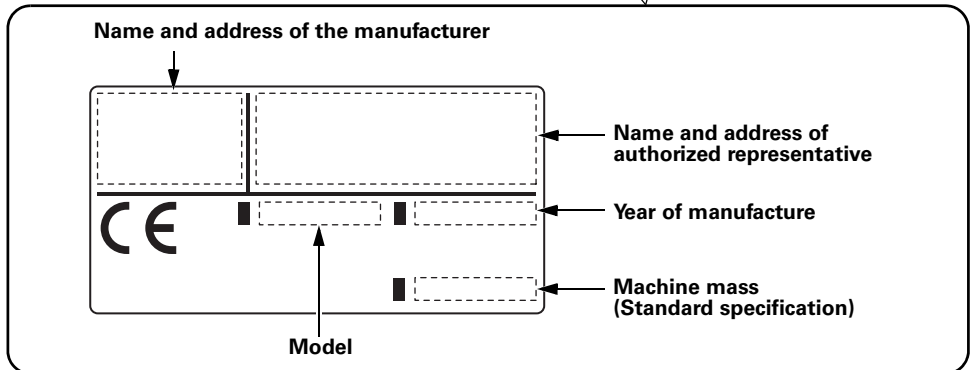 Name and address of the manufacturer
Name and address of
authorized representative
CE
Year of manufacture
Machine mass
(Standard specification)
Model